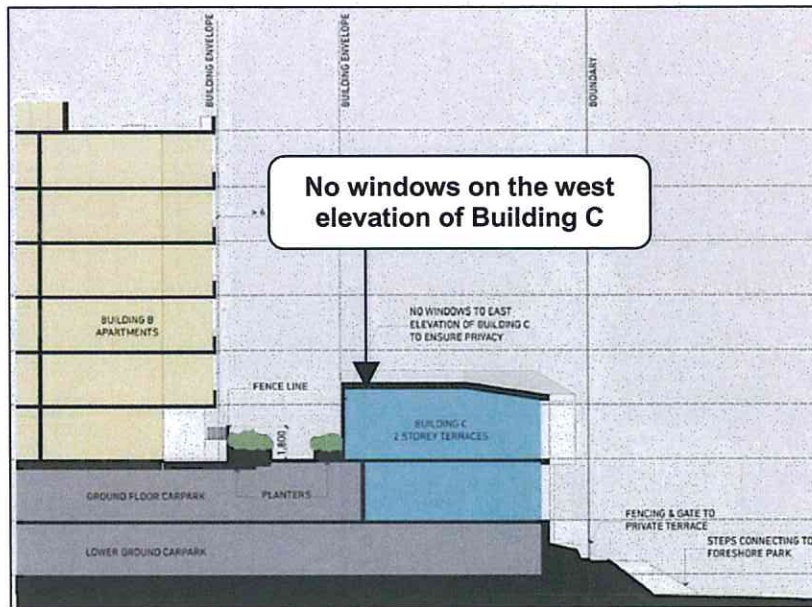 BUILDING ENVELOPE
BUILDING ENVELOPE
BOUNDARY
No windows on the west
elevation of Building C
NO WINDOWS TO EAST
ELEVATION OF BUILDING C
TO ENSURE PRIVACY
BUILDING B
APARTMENTS
FENCE LINE
1,800
BUILDING C
2 STOREY TERRACES
GROUND FLOOR CARPARK
PLANTERS
FENCING & GATE TO
PRIVATE TERRACE
STEPS CONNECTING TO
FORESHORE PARK
LOWER GROUND CARPARK